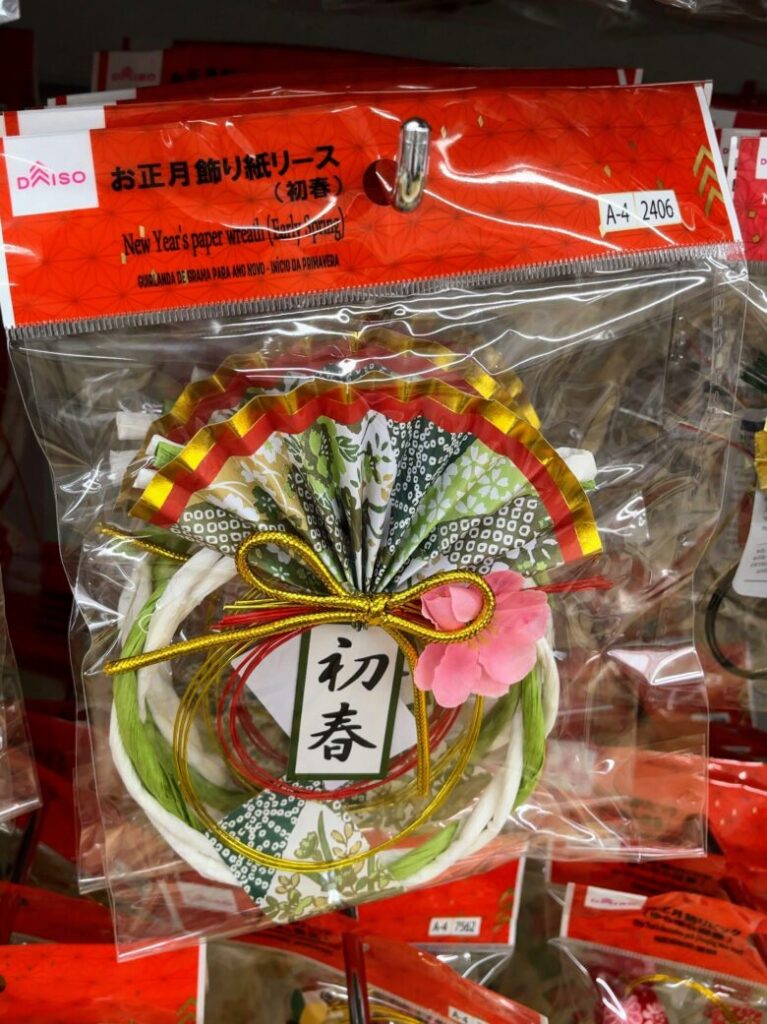 DAISO
お正月飾り紙リース
(初春)
New Year's paper wreath (Early Spring)
GUIRLANDA DE GRAMA PARA ANO NOVO - INÍCIO DA PRIMAVERA
A-4 2406
初春
A-4 7562
DAISO